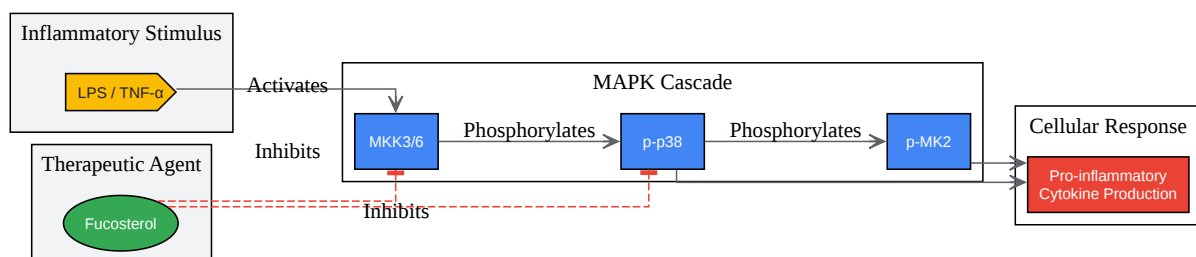 Inflammatory Stimulus
LPS / TNF-α
Activates
MAPK Cascade
MKK3/6
Phosphorylates
p-p38
Phosphorylates
p-MK2
Cellular Response
Pro-inflammatory
Cytokine Production
Inhibits
Therapeutic Agent
Fucosterol
Inhibits